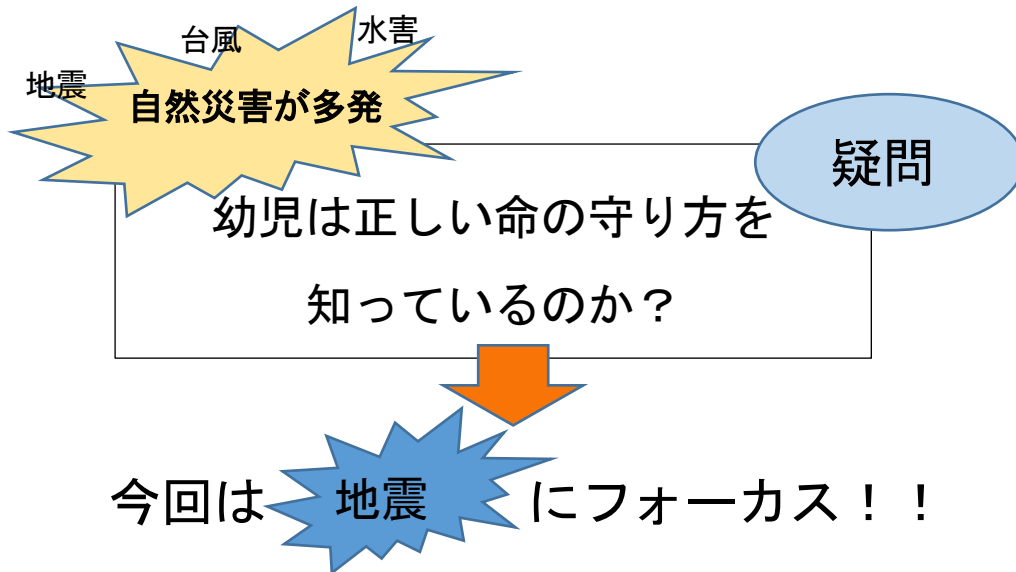 地震
台風
水害
自然災害が多発
疑問
幼児は正しい命の守り方を
知っているのか？
今回は 地震 にフォーカス！！